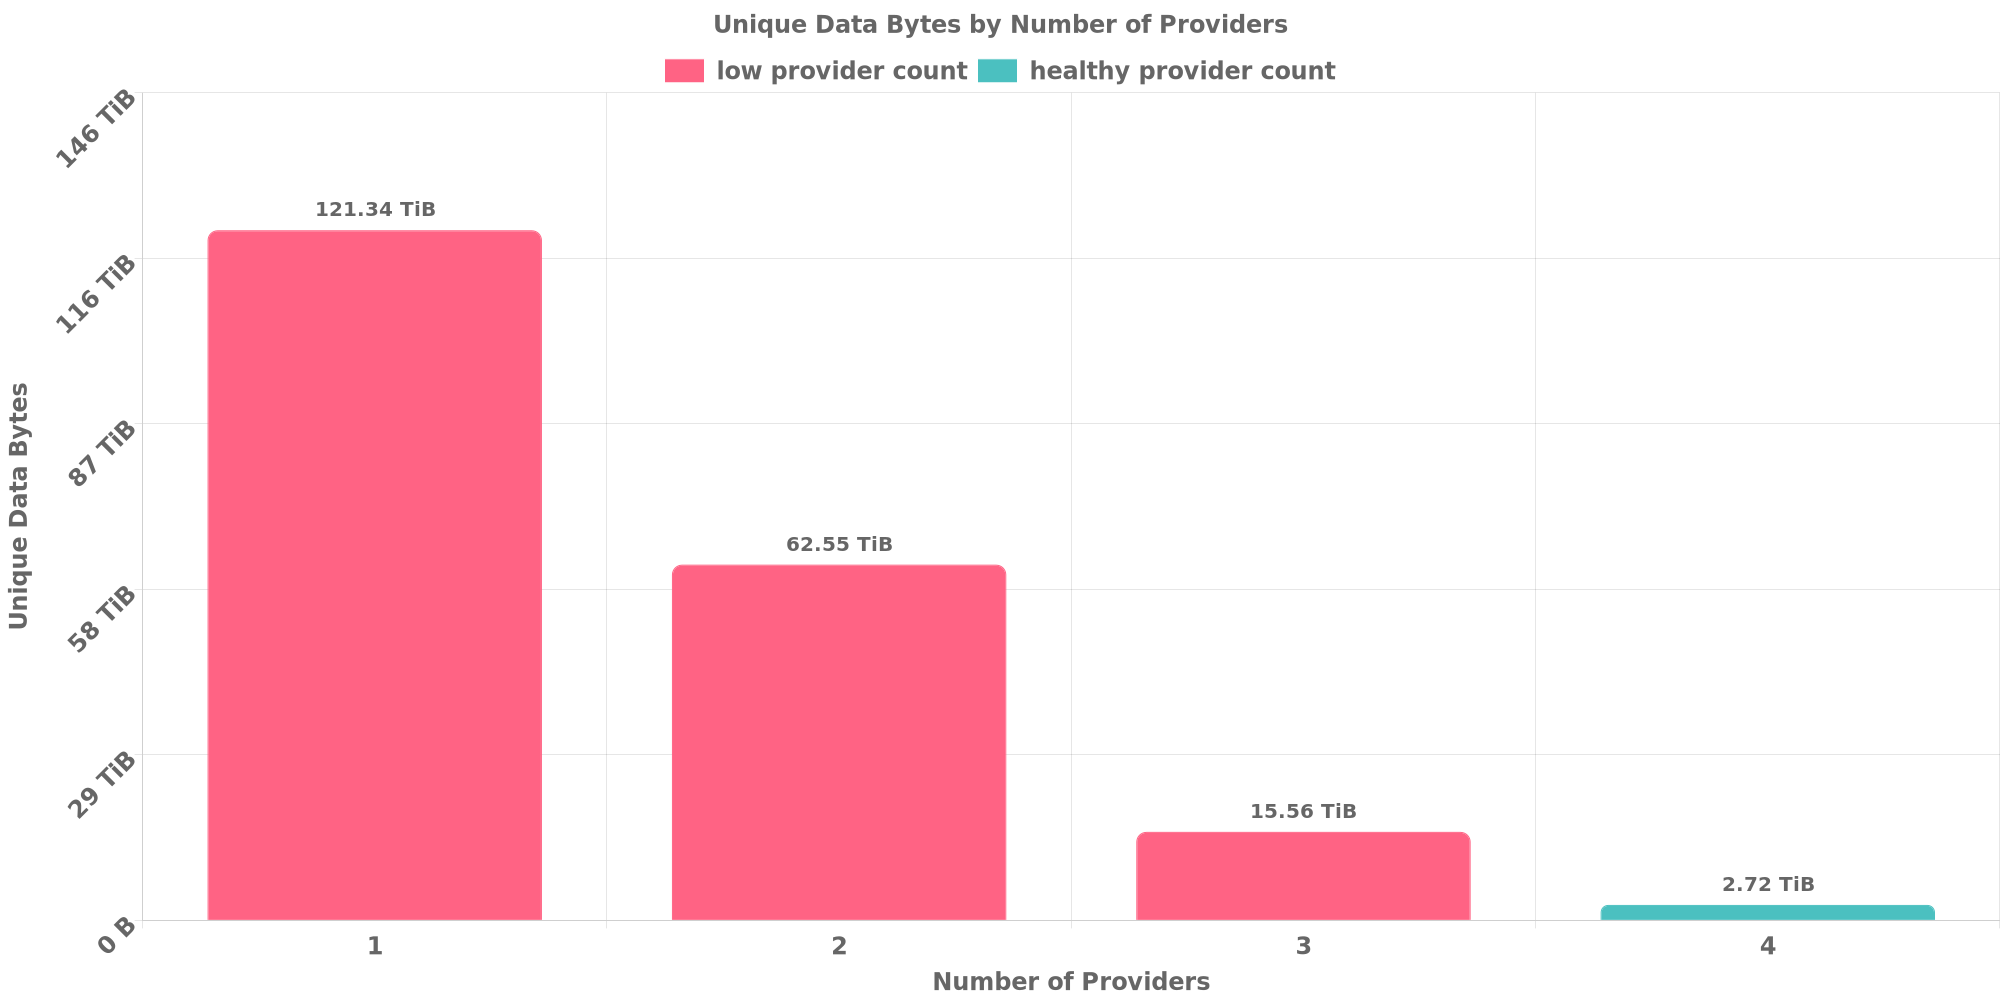 Unique Data Bytes by Number of Providers
low provider count healthy provider count
146 TiB
116 TiB
87 TiB
58 TiB
29 TiB
0 B
Unique Data Bytes
121.34 TiB
62.55 TiB
15.56 TiB
2.72 TiB
1 2 3 4
Number of Providers